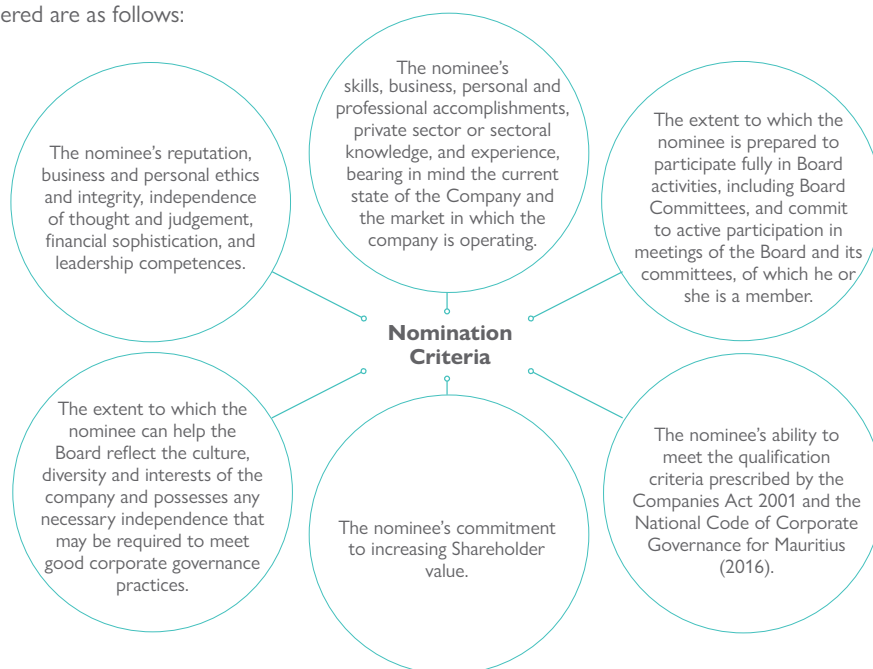 ered are as follows:
The nominee's reputation,
business and personal ethics
and integrity, independence
of thought and judgement,
financial sophistication, and
leadership competences.
The nominee's
skills, business, personal and
professional accomplishments,
private sector or sectoral
knowledge, and experience,
bearing in mind the current
state of the Company and
the market in which the
company is operating.
The extent to which the
nominee is prepared to
participate fully in Board
activities, including Board
Committees, and commit
to active participation in
meetings of the Board and its
committees, of which he or
she is a member.
Nomination
Criteria
The extent to which the
nominee can help the
Board reflect the culture,
diversity and interests of the
company and possesses any
necessary independence that
may be required to meet
good corporate governance
practices.
The nominee's commitment
to increasing Shareholder
value.
The nominee's ability to
meet the qualification
criteria prescribed by the
Companies Act 2001 and the
National Code of Corporate
Governance for Mauritius
(2016).